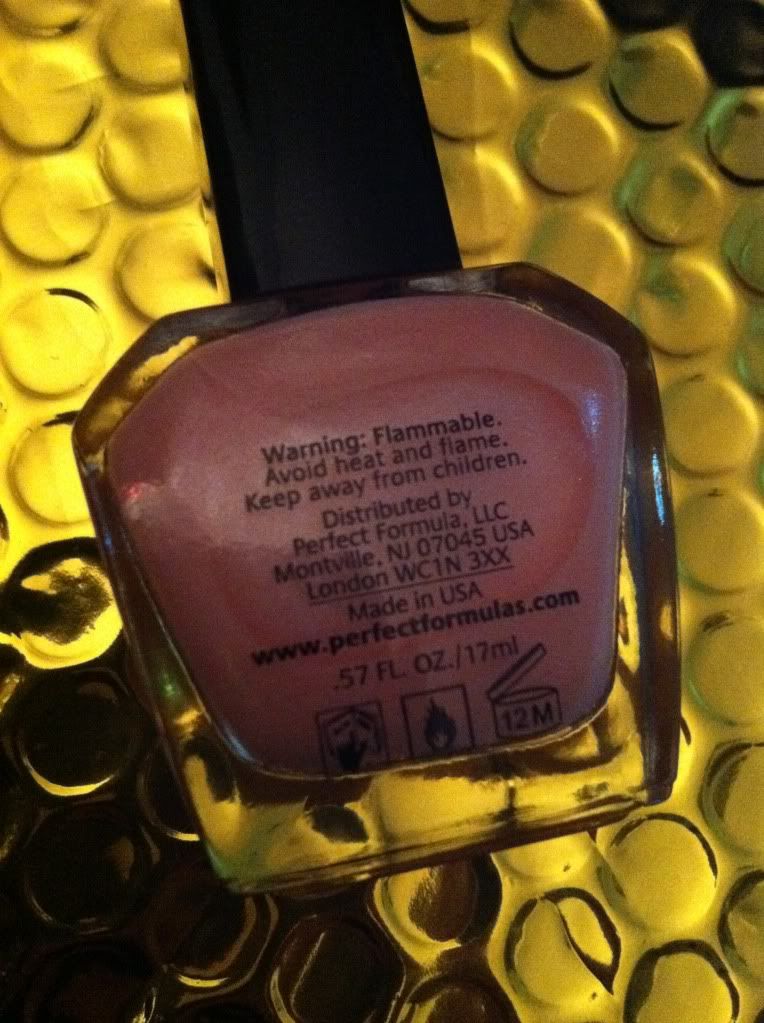 Warning: Flammable.
Avoid heat and flame.
Keep away from children.
Distributed by
Perfect Formula, LLC
Montville, NJ 07045 USA
London WC1N 3XX
Made in USA
www.perfectformulas.com
.57 FL. OZ./17ml
12M